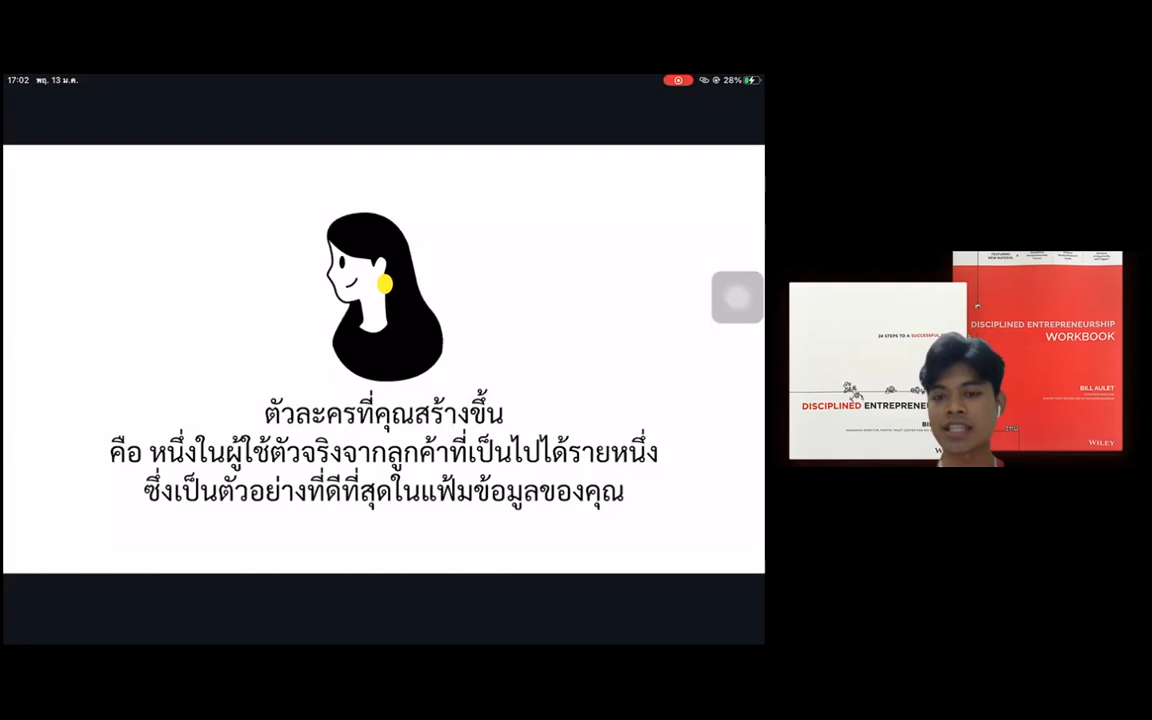 17:02 พฤ. 13 ม.ค.
28%
ตัวละครที่คุณสร้างขึ้น
คือ หนึ่งในผู้ใช้ตัวจริงจากลูกค้าที่เป็นไปได้รายหนึ่ง
ซึ่งเป็นตัวอย่างที่ดีที่สุดในแฟ้มข้อมูลของคุณ
24 STEPS TO A SUCCESSFUL
DISCIPLINED ENTREPRENE
DISCIPLINED ENTREPRENEURSHIP
WORKBOOK
BILL AULET
WILEY